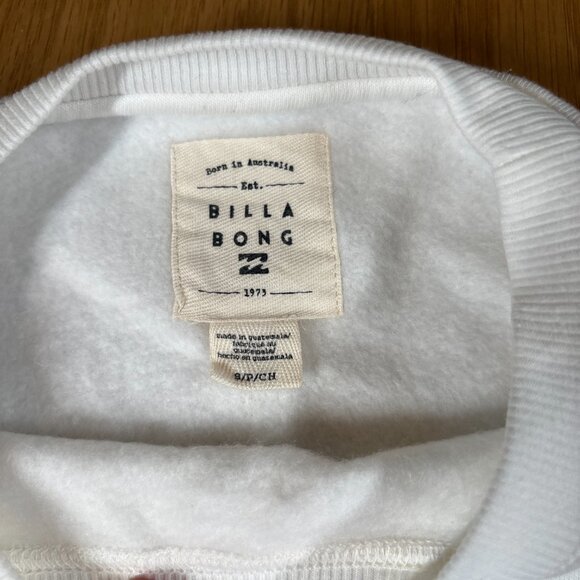 Born in Australia
Est.
BILLA
BONG
1973
made in guatemala/
fabriqué au
guatemala/
hecho en guatemala
S/P/CH